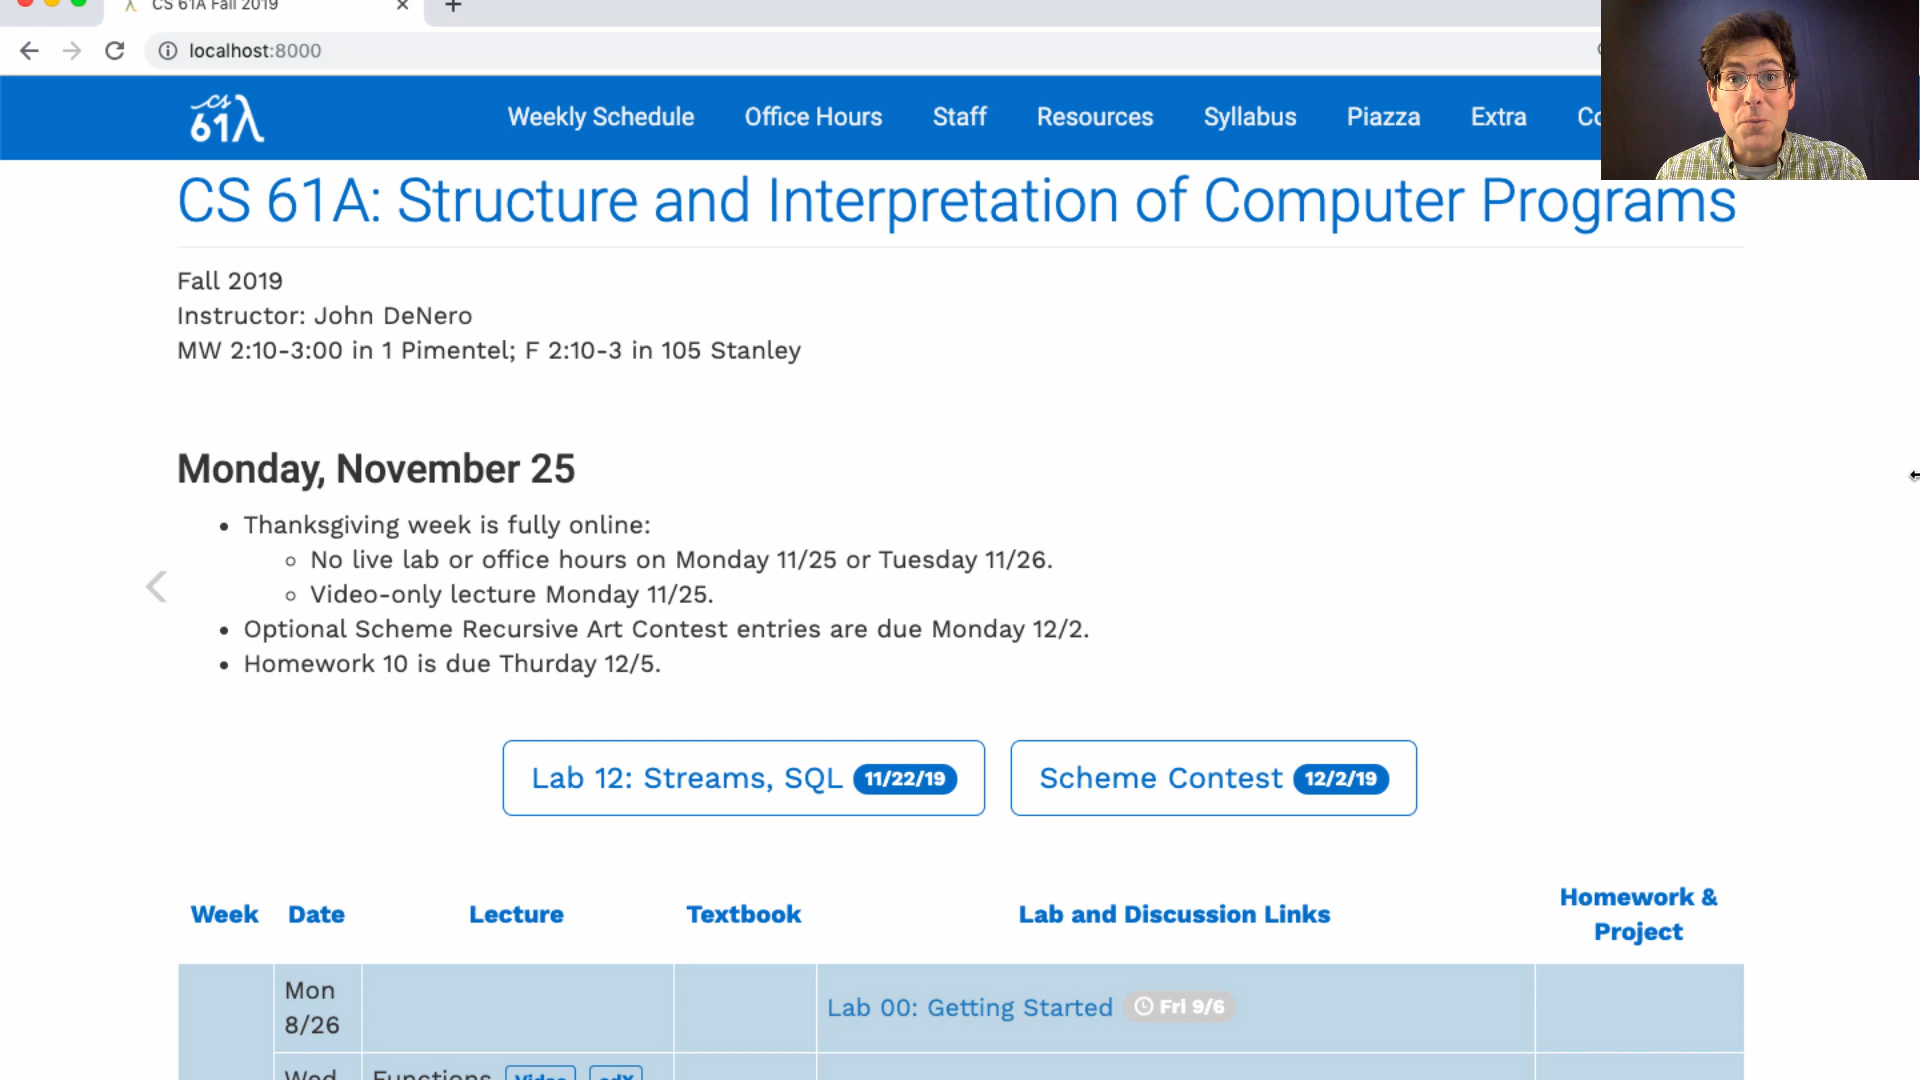 CS 61A Fall 2019
localhost:8000
cs
61λ
Weekly Schedule
Office Hours
Staff
Resources
Syllabus
Piazza
Extra
CS 61A: Structure and Interpretation of Computer Programs
Fall 2019
Instructor: John DeNero
MW 2:10-3:00 in 1 Pimentel; F 2:10-3 in 105 Stanley
Monday, November 25
• Thanksgiving week is fully online:
◦ No live lab or office hours on Monday 11/25 or Tuesday 11/26.
◦ Video-only lecture Monday 11/25.
• Optional Scheme Recursive Art Contest entries are due Monday 12/2.
• Homework 10 is due Thurday 12/5.
Lab 12: Streams, SQL 11/22/19
Scheme Contest 12/2/19
Week Date Lecture Textbook Lab and Discussion Links Homework & Project
Mon 8/26
Lab 00: Getting Started Fri 9/6
Wed Functions Video edX